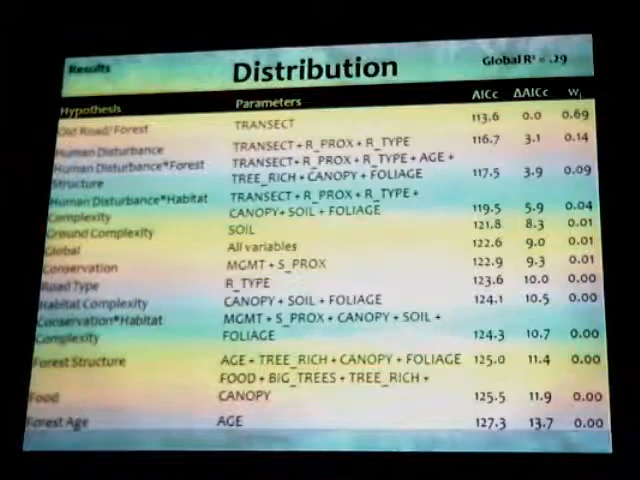 Results
Distribution
Global R² = .29
Hypothesis Parameters AICc ΔAICc wᵢ
Old Road/ Forest TRANSECT 113.6 0.0 0.69
Human Disturbance TRANSECT + R_PROX + R_TYPE 116.7 3.1 0.14
Human Disturbance*Forest TRANSECT + R_PROX + R_TYPE + AGE +
Structure TREE_RICH + CANOPY + FOLIAGE 117.5 3.9 0.09
Human Disturbance*Habitat TRANSECT + R_PROX + R_TYPE +
Complexity CANOPY + SOIL + FOLIAGE 119.5 5.9 0.04
Ground Complexity SOIL 121.8 8.3 0.01
Global All variables 122.6 9.0 0.01
Conservation MGMT + S_PROX 122.9 9.3 0.01
Road Type R_TYPE 123.6 10.0 0.00
Habitat Complexity CANOPY + SOIL + FOLIAGE 124.1 10.5 0.00
Conservation*Habitat MGMT + S_PROX + CANOPY + SOIL +
Complexity FOLIAGE 124.3 10.7 0.00
Forest Structure AGE + TREE_RICH + CANOPY + FOLIAGE 125.0 11.4 0.00
FOOD + BIG_TREES + TREE_RICH +
Food CANOPY 125.5 11.9 0.00
Forest Age AGE 127.3 13.7 0.00